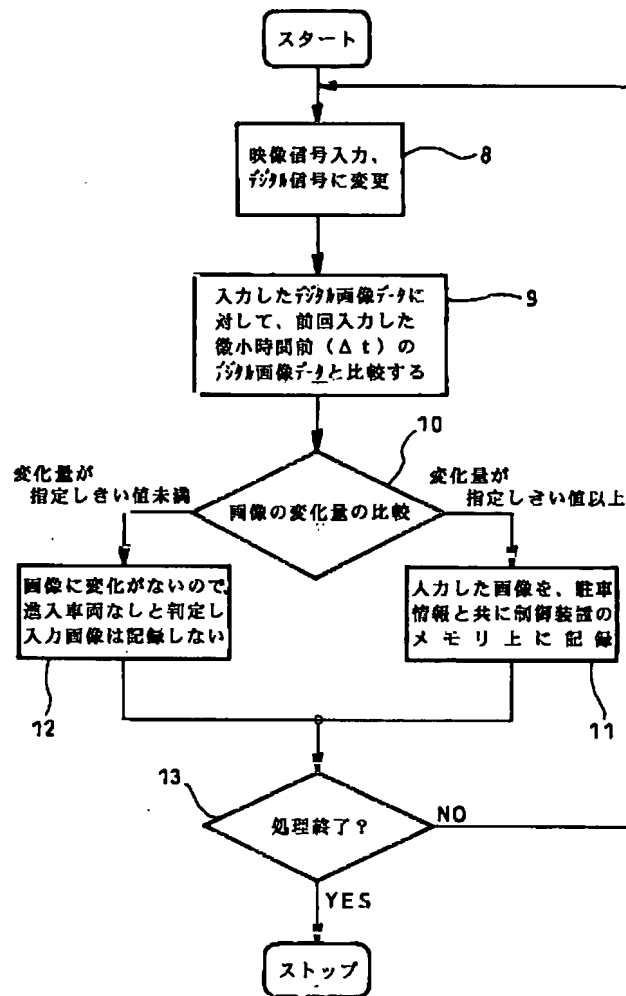 スタート
映像信号入力、
デジタル信号に変更
8
入力したデジタル画像データに
対して、前回入力した
微小時間前(Δt)の
デジタル画像データと比較する
9
10
変化量が
指定しきい値未満
画像の変化量の比較
変化量が
指定しきい値以上
画像に変化がないので、
進入車両なしと判定し
入力画像は記録しない
12
入力した画像を、駐車
情報と共に制御装置の
メモリ上に記録
11
13
処理終了?
NO
YES
ストップ